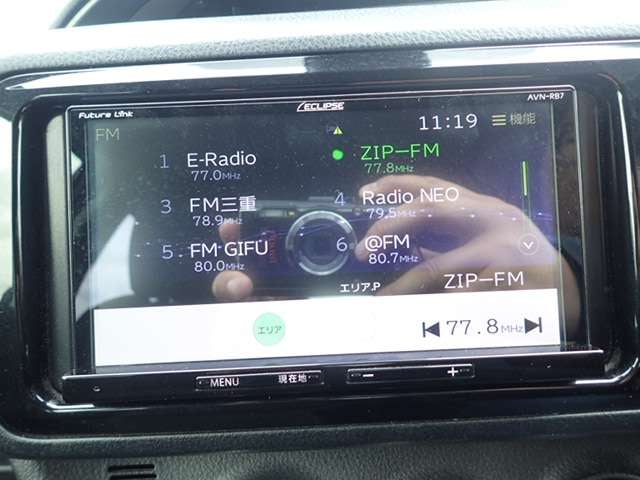 Future Link
ECLIPSE
AVN-RB7
FM
11:19
機能
1 E-Radio
77.0MHz
ZIP-FM
77.8MHz
3 FM三重
78.9MHz
4 Radio NEO
79.5MHz
5 FM GIFU
80.0MHz
6 @FM
80.7MHz
エリア.P
ZIP-FM
エリア
77.8MHz
MENU
現在地